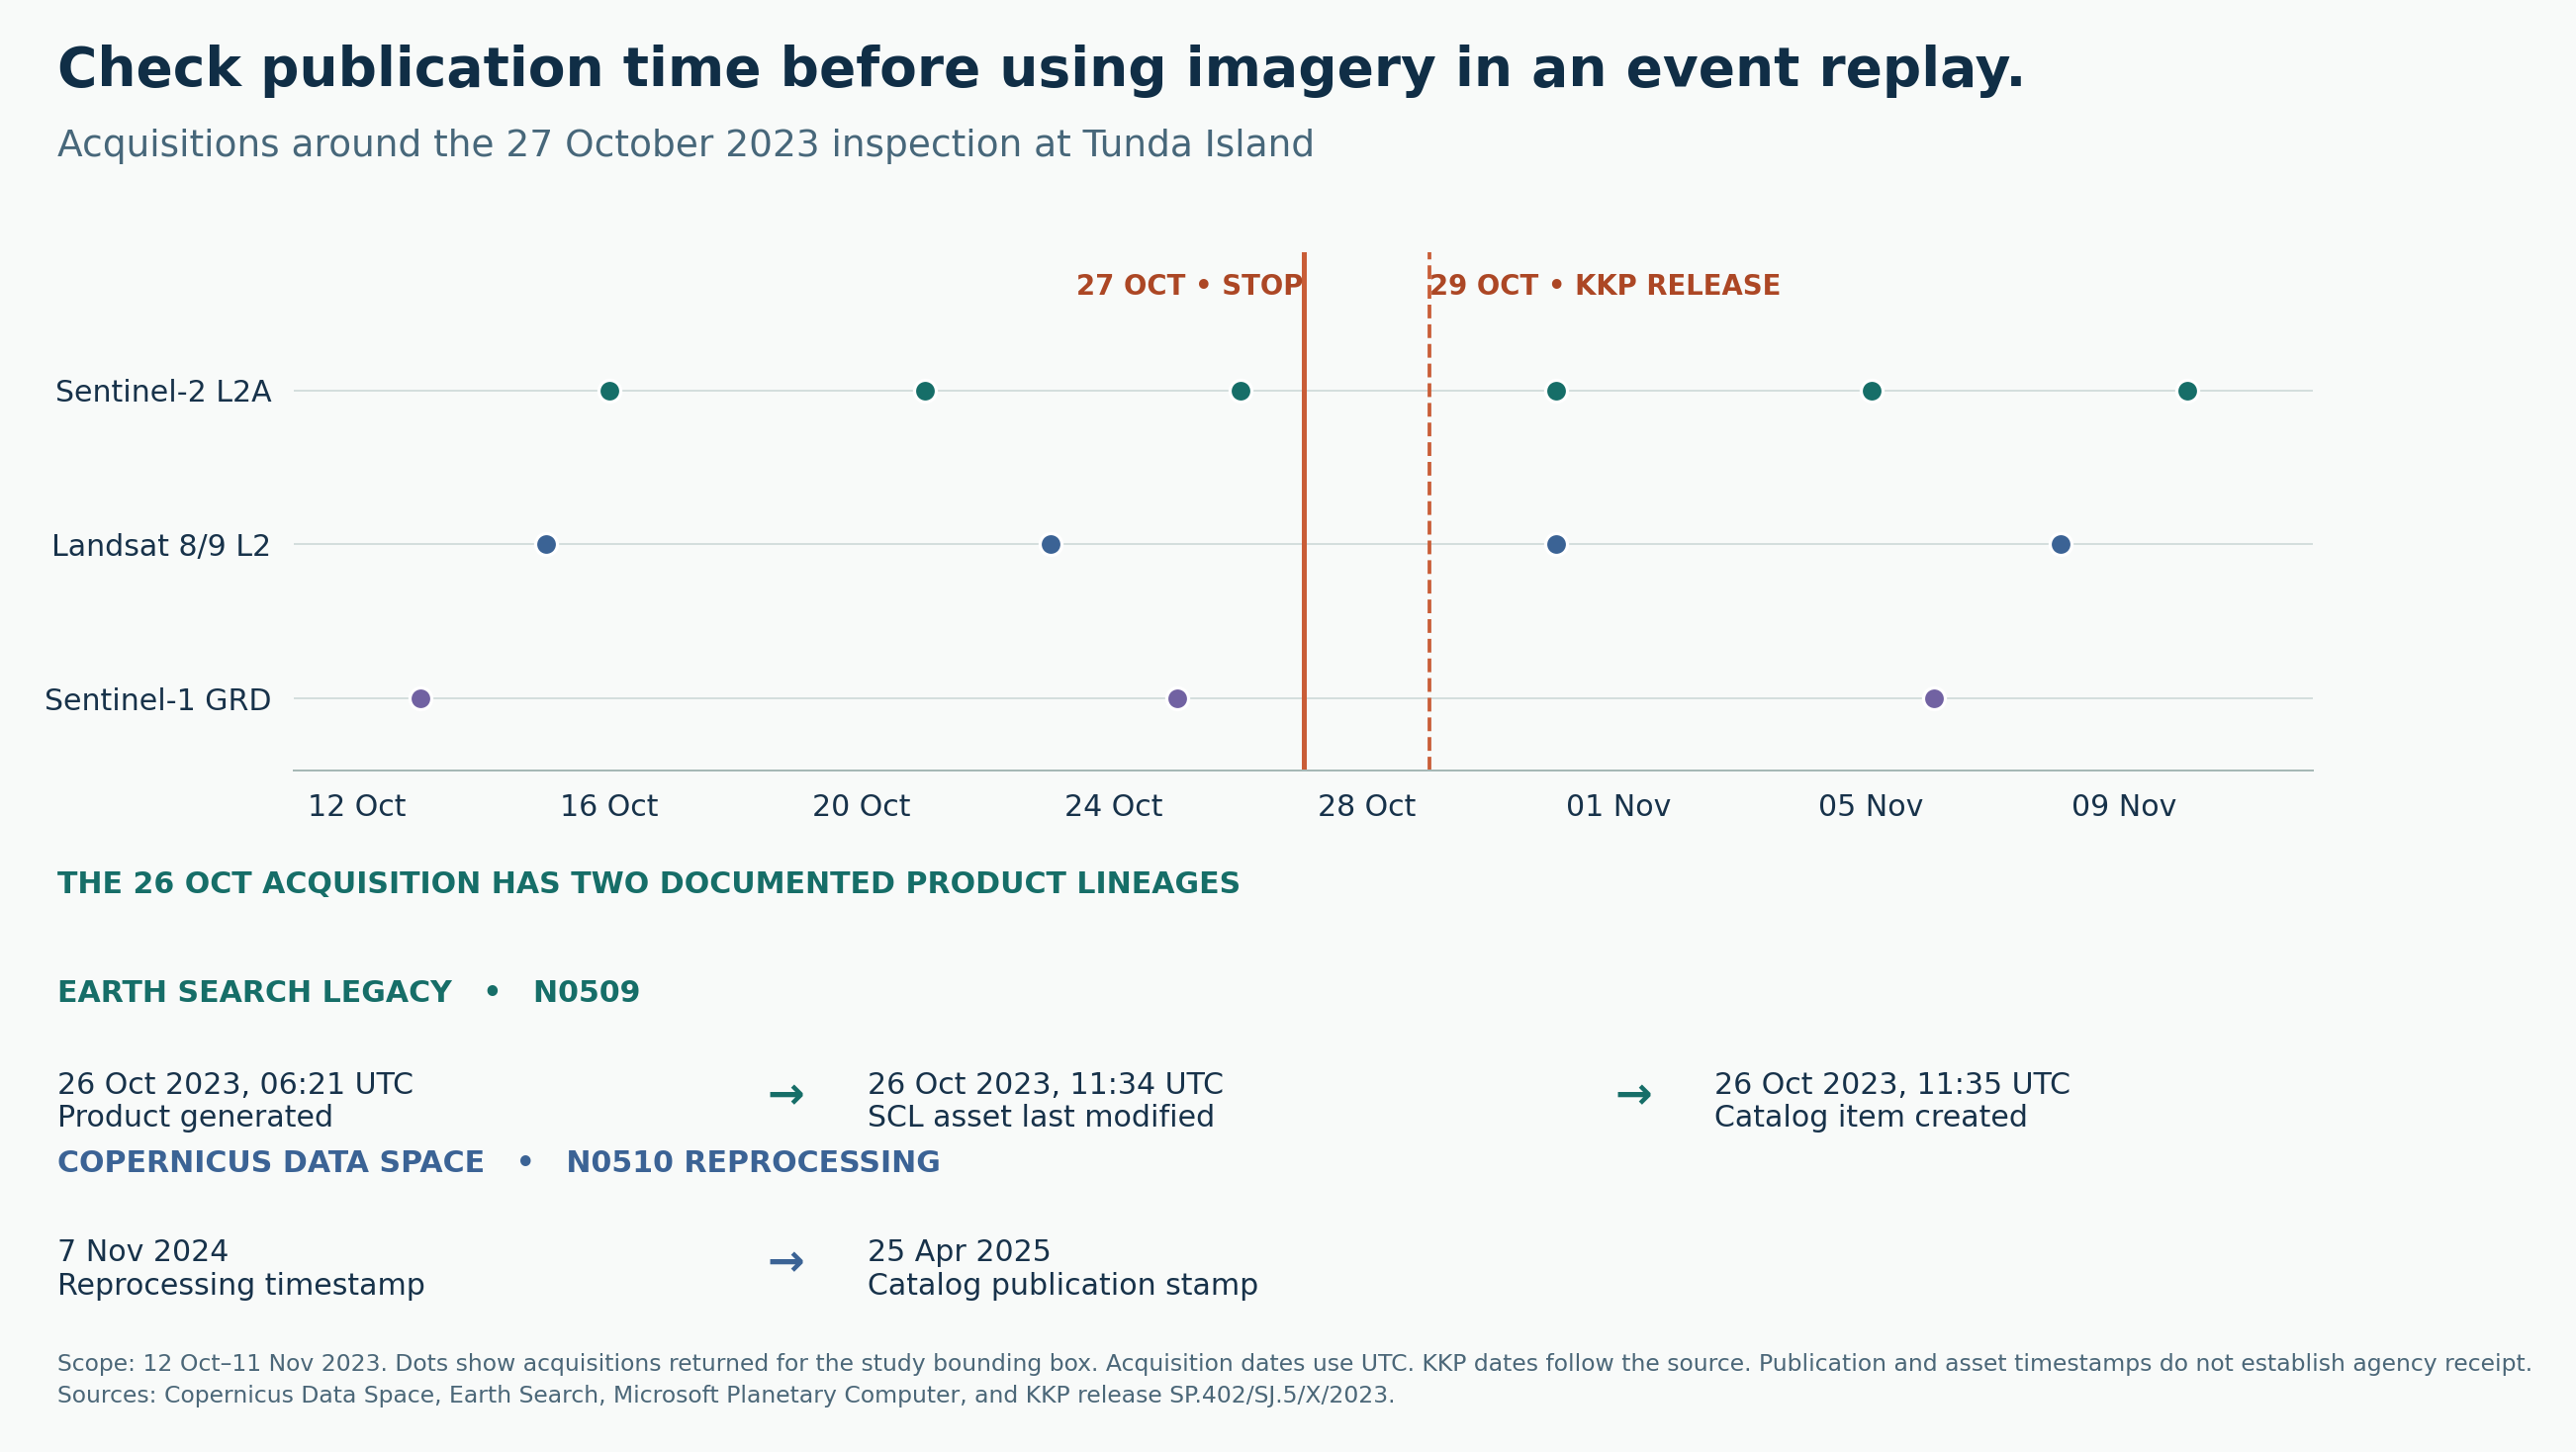 Check publication time before using imagery in an event replay.
Acquisitions around the 27 October 2023 inspection at Tunda Island
27 OCT • STOP
29 OCT • KKP RELEASE
Sentinel-2 L2A
Landsat 8/9 L2
Sentinel-1 GRD
12 Oct 16 Oct 20 Oct 24 Oct 28 Oct 01 Nov 05 Nov 09 Nov
THE 26 OCT ACQUISITION HAS TWO DOCUMENTED PRODUCT LINEAGES
EARTH SEARCH LEGACY • N0509
26 Oct 2023, 06:21 UTC → 26 Oct 2023, 11:34 UTC → 26 Oct 2023, 11:35 UTC
Product generated SCL asset last modified Catalog item created
COPERNICUS DATA SPACE • N0510 REPROCESSING
7 Nov 2024 → 25 Apr 2025
Reprocessing timestamp Catalog publication stamp
Scope: 12 Oct–11 Nov 2023. Dots show acquisitions returned for the study bounding box. Acquisition dates use UTC. KKP dates follow the source. Publication and asset timestamps do not establish agency receipt.
Sources: Copernicus Data Space, Earth Search, Microsoft Planetary Computer, and KKP release SP.402/SJ.5/X/2023.